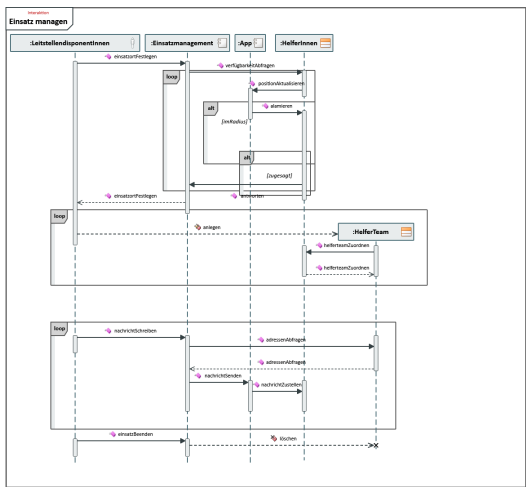 Interaktion
Einsatz managen
:LeitstellendisponentInnen
:Einsatzmanagement
:App
:HelferInnen
einsatzortFestlegen
verfügbarkeitAbfragen
loop
positionAktualisieren
alt
alamieren
[imRadius]
alt
[zugesagt]
antworten
einsatzortFestlegen
loop
anlegen
:HelferTeam
helferteamZuordnen
helferteamZuordnen
loop
nachrichtSchreiben
adressenAbfragen
adressenAbfragen
nachrichtSenden
nachrichtZustellen
einsatzBeenden
löschen